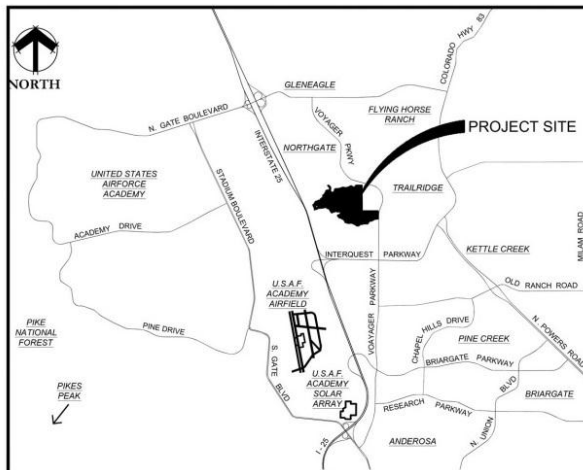 NORTH
COLORADO HWY 83
GLENEAGLE
N. GATE BOULEVARD
FLYING HORSE
RANCH
VOYAGER PKWY
INTERSTATE 25
NORTHGATE
PROJECT SITE
UNITED STATES
AIRFORCE
ACADEMY
STADIUM BOULEVARD
TRAILRIDGE
ACADEMY DRIVE
KETTLE CREEK
MILAM ROAD
INTERQUEST PARKWAY
U.S.A.F.
ACADEMY
AIRFIELD
OLD RANCH ROAD
PIKE
NATIONAL
FOREST
PINE DRIVE
VOAYAGER PARKWAY
CHAPEL HILLS DRIVE
N POWERS ROAD
PINE CREEK
S. GATE BLVD
BRIARGATE PARKWAY
U.S.A.F.
ACADEMY
SOLAR
ARRAY
PIKES
PEAK
RESEARCH PARKWAY
N. UNION BLVD
BRIARGATE
I - 25
ANDEROSA